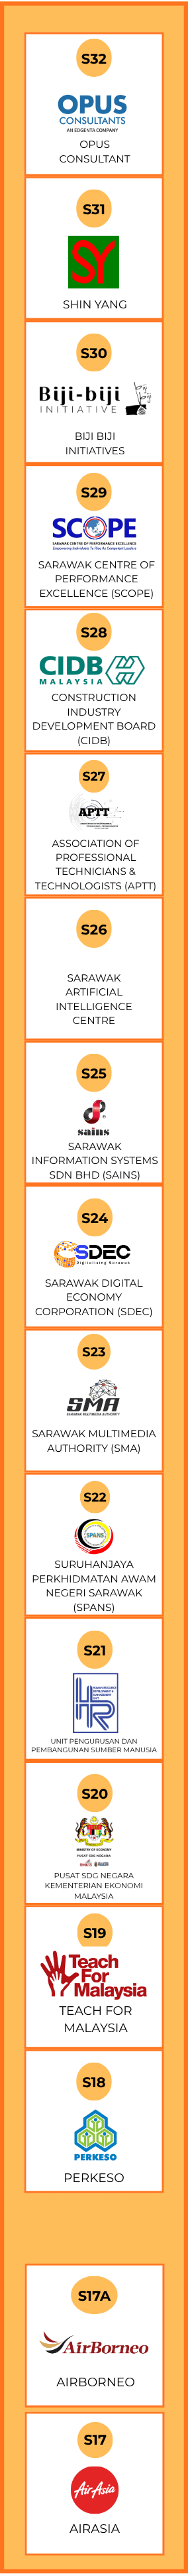 S32
OPUS
CONSULTANTS
AN EDGENTA COMPANY
OPUS
CONSULTANT
S31
SY
SHIN YANG
S30
Biji-biji
INITIATIVE
BIJI BIJI
INITIATIVES
S29
SCOPE
SARAWAK CENTRE OF PERFORMANCE EXCELLENCE
SARAWAK CENTRE OF
PERFORMANCE
EXCELLENCE (SCOPE)
S28
CIDB
MALAYSIA
CONSTRUCTION
INDUSTRY
DEVELOPMENT BOARD
(CIDB)
S27
APTT
ASSOCIATION OF
PROFESSIONAL
TECHNICIANS &
TECHNOLOGISTS (APTT)
S26
SARAWAK
ARTIFICIAL
INTELLIGENCE
CENTRE
S25
sains
SARAWAK
INFORMATION SYSTEMS
SDN BHD (SAINS)
S24
SDEC
Digitalising Sarawak
SARAWAK DIGITAL
ECONOMY
CORPORATION (SDEC)
S23
SMA
SARAWAK MULTIMEDIA AUTHORITY
SARAWAK MULTIMEDIA
AUTHORITY (SMA)
S22
SPANS
SURUHANJAYA
PERKHIDMATAN AWAM
NEGERI SARAWAK
(SPANS)
S21
UNIT PENGURUSAN DAN
PEMBANGUNAN SUMBER MANUSIA
S20
MINISTRY OF ECONOMY
PUSAT SDG NEGARA
PUSAT SDG NEGARA
KEMENTERIAN EKONOMI
MALAYSIA
S19
Teach
For
Malaysia
TEACH FOR
MALAYSIA
S18
PERKESO
PERKESO
S17A
AirBorneo
AIRBORNEO
S17
AirAsia
AIRASIA